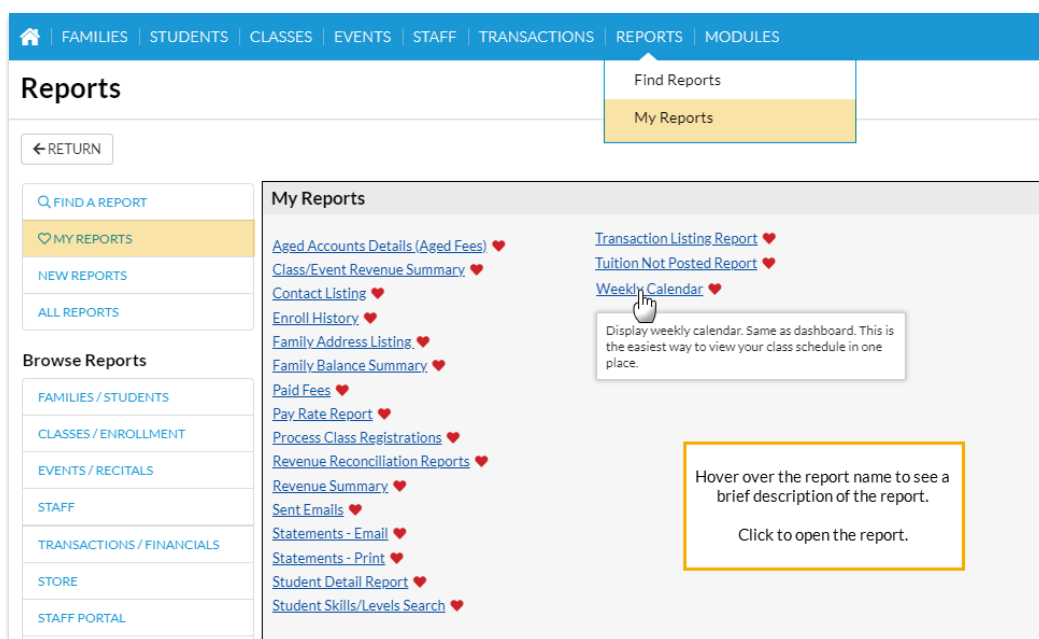 FAMILIES STUDENTS CLASSES EVENTS STAFF TRANSACTIONS REPORTS MODULES
Find Reports
My Reports
Reports
RETURN
FIND A REPORT
MY REPORTS
NEW REPORTS
ALL REPORTS
Browse Reports
FAMILIES / STUDENTS
CLASSES / ENROLLMENT
EVENTS / RECITALS
STAFF
TRANSACTIONS / FINANCIALS
STORE
STAFF PORTAL
My Reports
Aged Accounts Details (Aged Fees)
Class/Event Revenue Summary
Contact Listing
Enroll History
Family Address Listing
Family Balance Summary
Paid Fees
Pay Rate Report
Process Class Registrations
Revenue Reconciliation Reports
Revenue Summary
Sent Emails
Statements - Email
Statements - Print
Student Detail Report
Student Skills/Levels Search
Transaction Listing Report
Tuition Not Posted Report
Weekly Calendar
Display weekly calendar. Same as dashboard. This is
the easiest way to view your class schedule in one
place.
Hover over the report name to see a
brief description of the report.
Click to open the report.